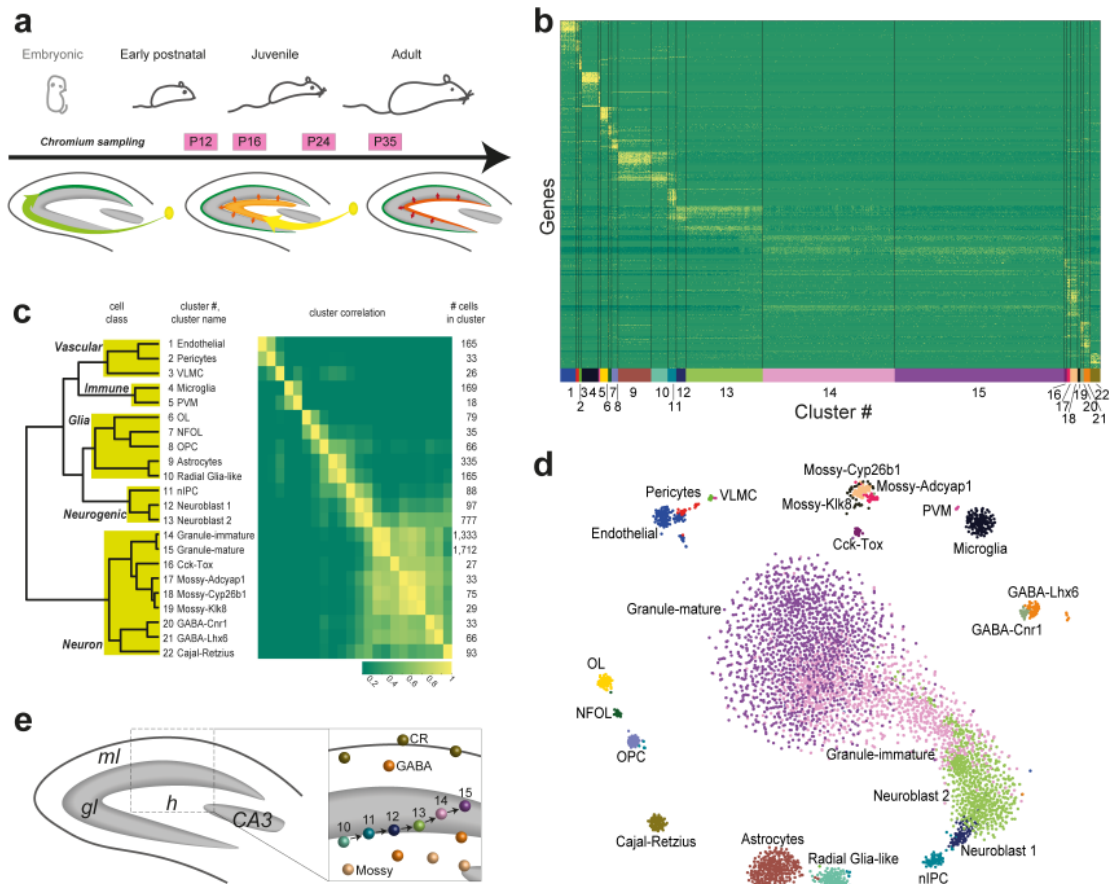 a
Embryonic Early postnatal Juvenile Adult
Chromium sampling P12 P16 P24 P35
b
Genes
1 2 3 4 5 6 7 8 9 10 11 12 13 14 15 16 17 18 19 20 21 22
Cluster #
c
cell class
cluster #, cluster name
cluster correlation
# cells in cluster
Vascular
1 Endothelial 165
2 Pericytes 33
3 VLMC 26
Immune
4 Microglia 169
5 PVM 18
Glia
6 OL 79
7 NFOL 35
8 OPC 66
9 Astrocytes 335
10 Radial Glia-like 165
Neurogenic
11 nIPC 88
12 Neuroblast 1 97
13 Neuroblast 2 777
Neuron
14 Granule-immature 1,333
15 Granule-mature 1,712
16 Cck-Tox 27
17 Mossy-Adcyap1 33
18 Mossy-Cyp26b1 75
19 Mossy-Klk8 29
20 GABA-Cnr1 33
21 GABA-Lhx6 66
22 Cajal-Retzius 93
0.2 0.4 0.6 0.8 1
d
Mossy-Cyp26b1
Mossy-Adcyap1
Mossy-Klk8
Pericytes
VLMC
Endothelial
Cck-Tox
PVM
Microglia
GABA-Lhx6
GABA-Cnr1
Granule-mature
OL
NFOL
OPC
Granule-immature
Neuroblast 2
Neuroblast 1
nIPC
Cajal-Retzius
Astrocytes
Radial Glia-like
e
ml
gl
h
CA3
CR
GABA
10 11 12 13 14 15
Mossy